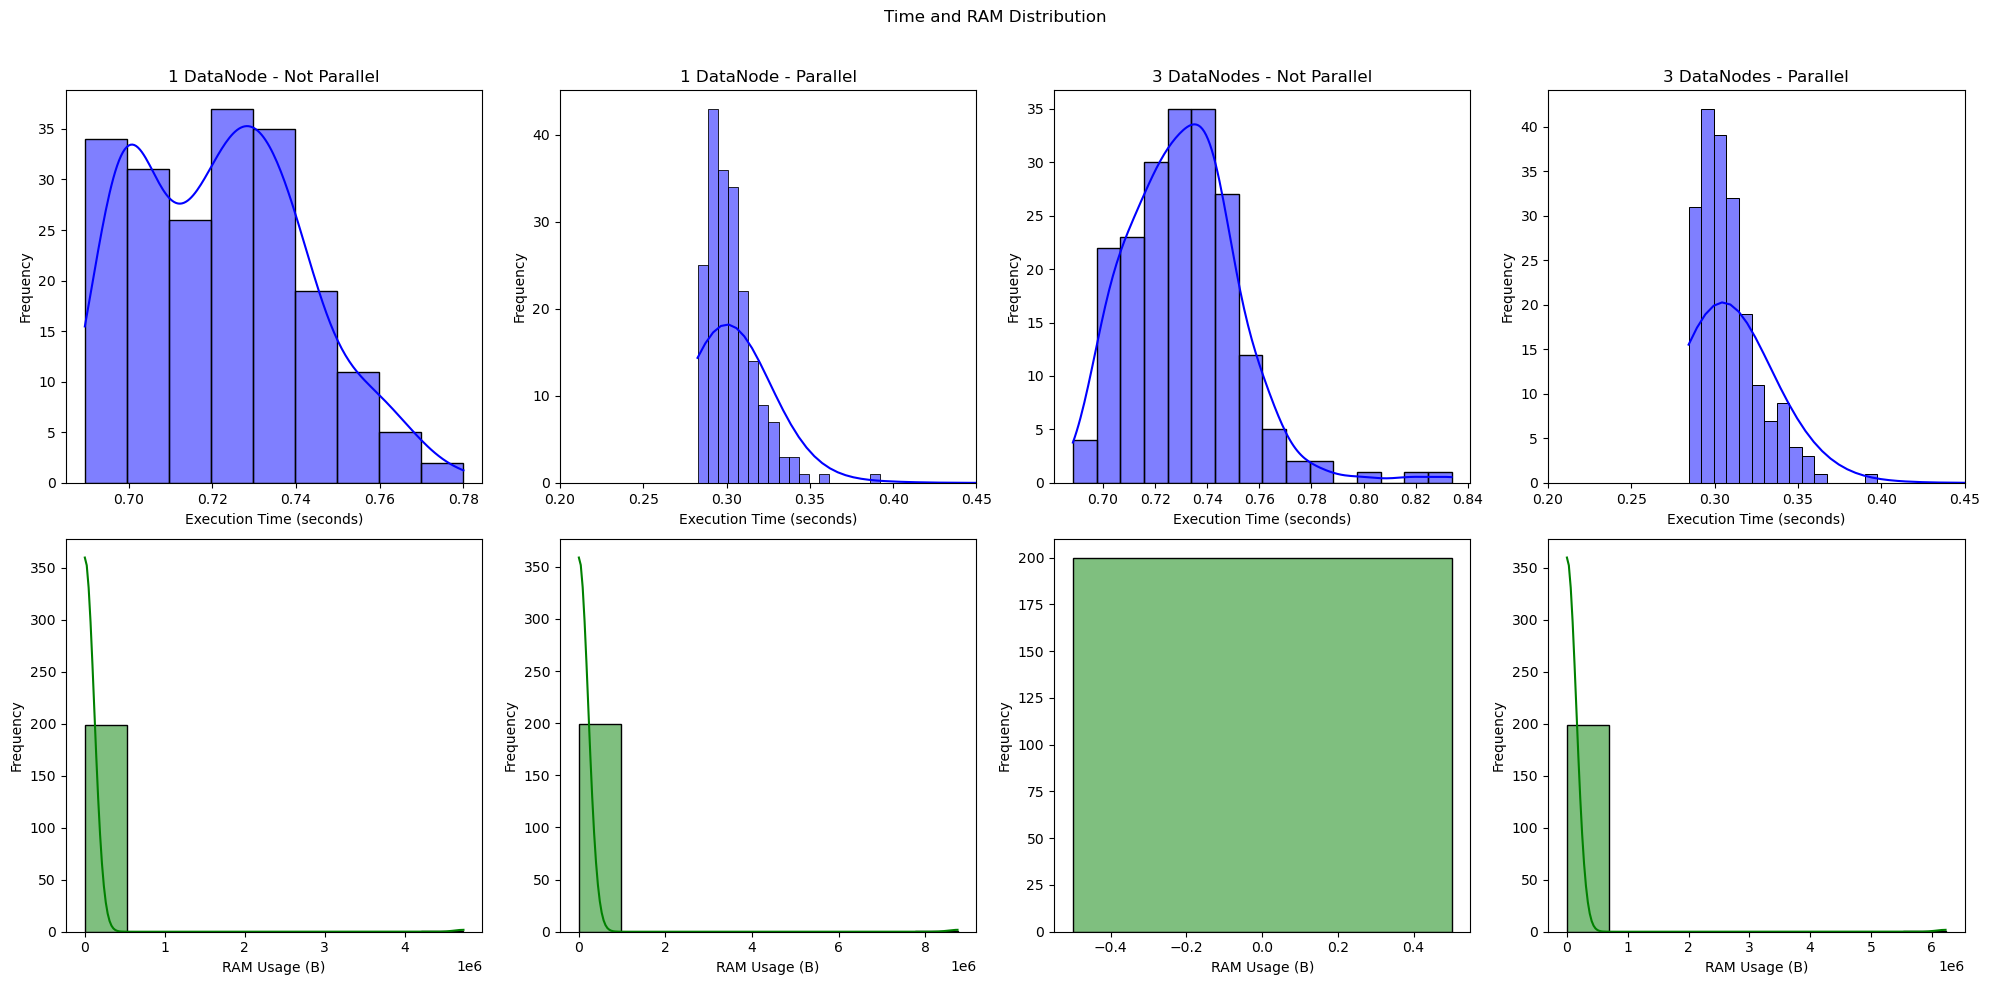 Time and RAM Distribution
1 DataNode - Not Parallel
1 DataNode - Parallel
3 DataNodes - Not Parallel
3 DataNodes - Parallel
Frequency
35
30
25
20
15
10
5
0
0.70 0.72 0.74 0.76 0.78
Execution Time (seconds)
Frequency
40
30
20
10
0
0.20 0.25 0.30 0.35 0.40 0.45
Execution Time (seconds)
Frequency
35
30
25
20
15
10
5
0
0.70 0.72 0.74 0.76 0.78 0.80 0.82 0.84
Execution Time (seconds)
Frequency
40
35
30
25
20
15
10
5
0
0.20 0.25 0.30 0.35 0.40 0.45
Execution Time (seconds)
Frequency
350
300
250
200
150
100
50
0
0 1 2 3 4
1e6
RAM Usage (B)
Frequency
350
300
250
200
150
100
50
0
0 2 4 6 8
1e6
RAM Usage (B)
Frequency
200
175
150
125
100
75
50
25
0
−0.4 −0.2 0.0 0.2 0.4
RAM Usage (B)
Frequency
350
300
250
200
150
100
50
0
0 1 2 3 4 5 6
1e6
RAM Usage (B)